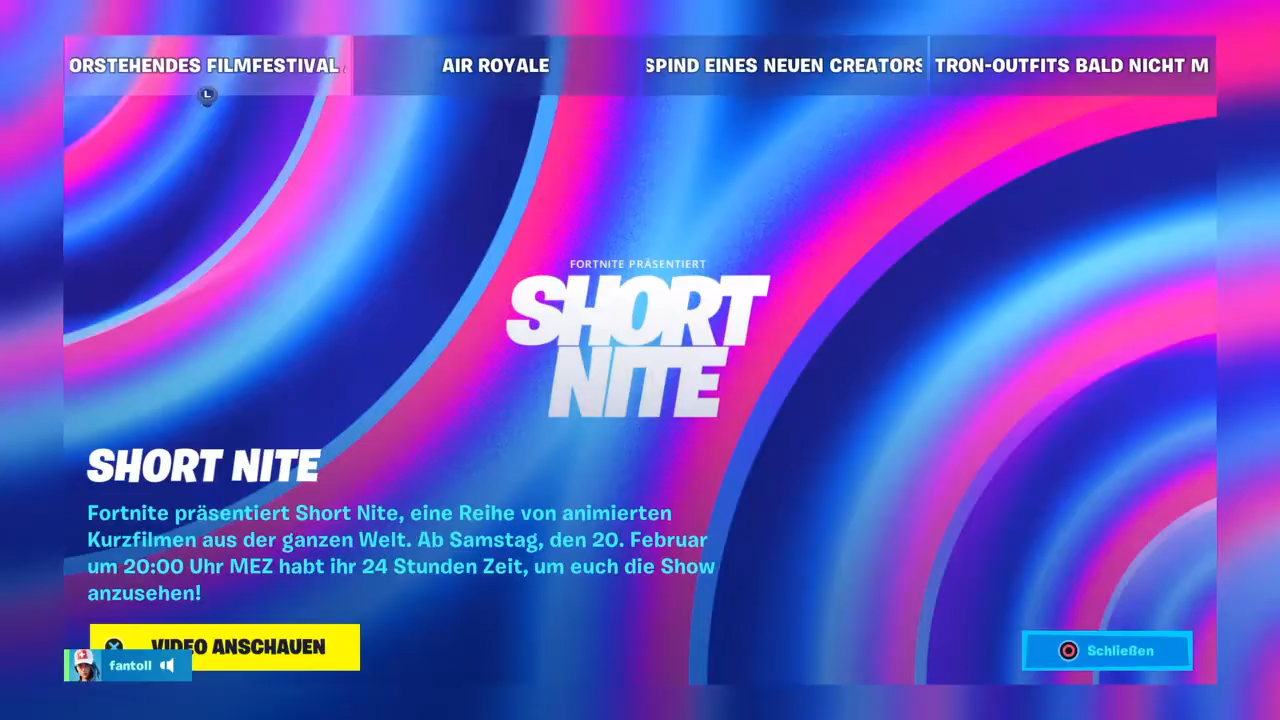 ORSTEHENDES FILMFESTIVAL
AIR ROYALE
SPIND EINES NEUEN CREATORS
TRON-OUTFITS BALD NICHT M
L
FORTNITE PRÄSENTIERT
SHORT
NITE
SHORT NITE
Fortnite präsentiert Short Nite, eine Reihe von animierten
Kurzfilmen aus der ganzen Welt. Ab Samstag, den 20. Februar
um 20:00 Uhr MEZ habt ihr 24 Stunden Zeit, um euch die Show
anzusehen!
VIDEO ANSCHAUEN
fantoll
Schließen